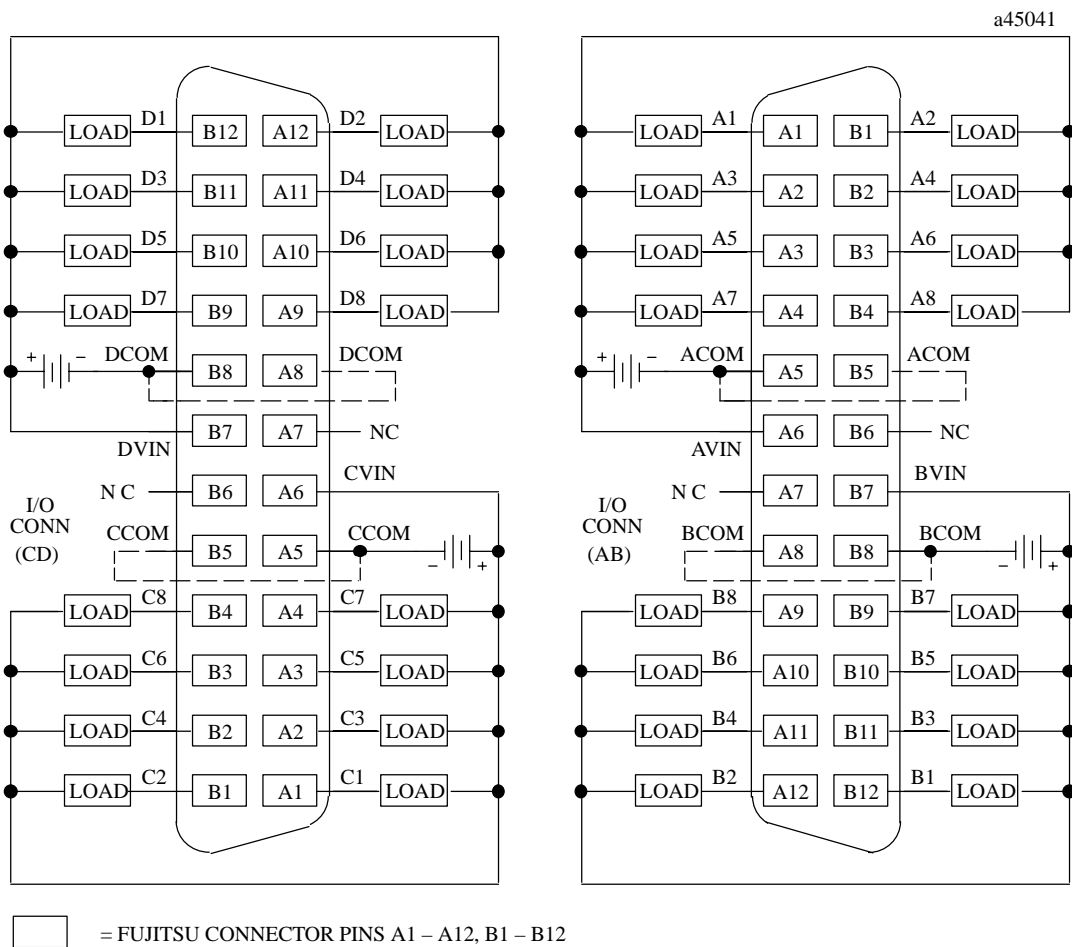 a45041
LOAD D1 B12 A12 D2 LOAD
LOAD D3 B11 A11 D4 LOAD
LOAD D5 B10 A10 D6 LOAD
LOAD D7 B9 A9 D8 LOAD
+ – DCOM B8 A8 DCOM
DVIN B7 A7 NC
N C B6 A6 CVIN
I/O
CONN
(CD)
CCOM B5 A5 CCOM – +
LOAD C8 B4 A4 C7 LOAD
LOAD C6 B3 A3 C5 LOAD
LOAD C4 B2 A2 C3 LOAD
LOAD C2 B1 A1 C1 LOAD
LOAD A1 A1 B1 A2 LOAD
LOAD A3 A2 B2 A4 LOAD
LOAD A5 A3 B3 A6 LOAD
LOAD A7 A4 B4 A8 LOAD
+ – ACOM A5 B5 ACOM
AVIN A6 B6 NC
N C A7 B7 BVIN
I/O
CONN
(AB)
BCOM A8 B8 BCOM – +
LOAD B8 A9 B9 B7 LOAD
LOAD B6 A10 B10 B5 LOAD
LOAD B4 A11 B11 B3 LOAD
LOAD B2 A12 B12 B1 LOAD
= FUJITSU CONNECTOR PINS A1 – A12, B1 – B12